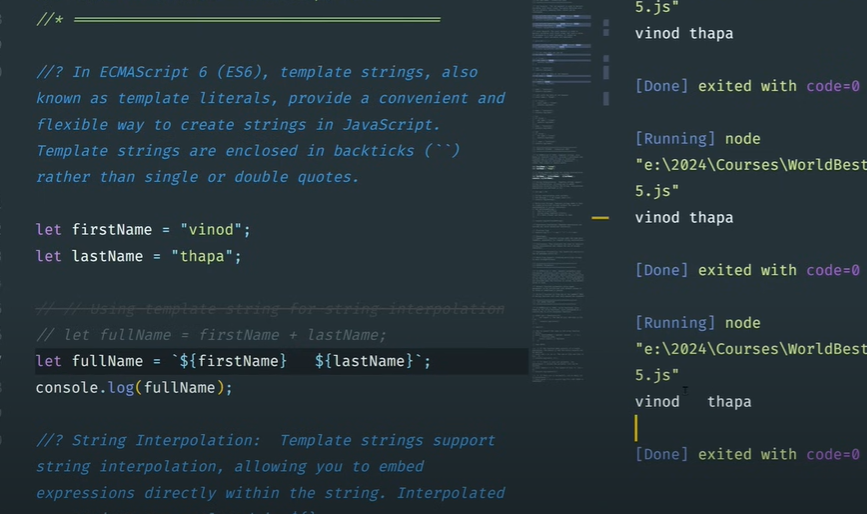 //* ==========================================
//? In ECMAScript 6 (ES6), template strings, also
known as template literals, provide a convenient and
flexible way to create strings in JavaScript.
Template strings are enclosed in backticks (``)
rather than single or double quotes.
let firstName = "vinod";
let lastName = "thapa";
// // Using template string for string interpolation
// let fullName = firstName + lastName;
let fullName = `${firstName}   ${lastName}`;
console.log(fullName);
//? String Interpolation:  Template strings support
string interpolation, allowing you to embed
expressions directly within the string. Interpolated
5.js"
vinod thapa
[Done] exited with code=0
[Running] node
"e:\2024\Courses\WorldBest
5.js"
vinod thapa
[Done] exited with code=0
[Running] node
"e:\2024\Courses\WorldBest
5.js"
vinod   thapa
[Done] exited with code=0